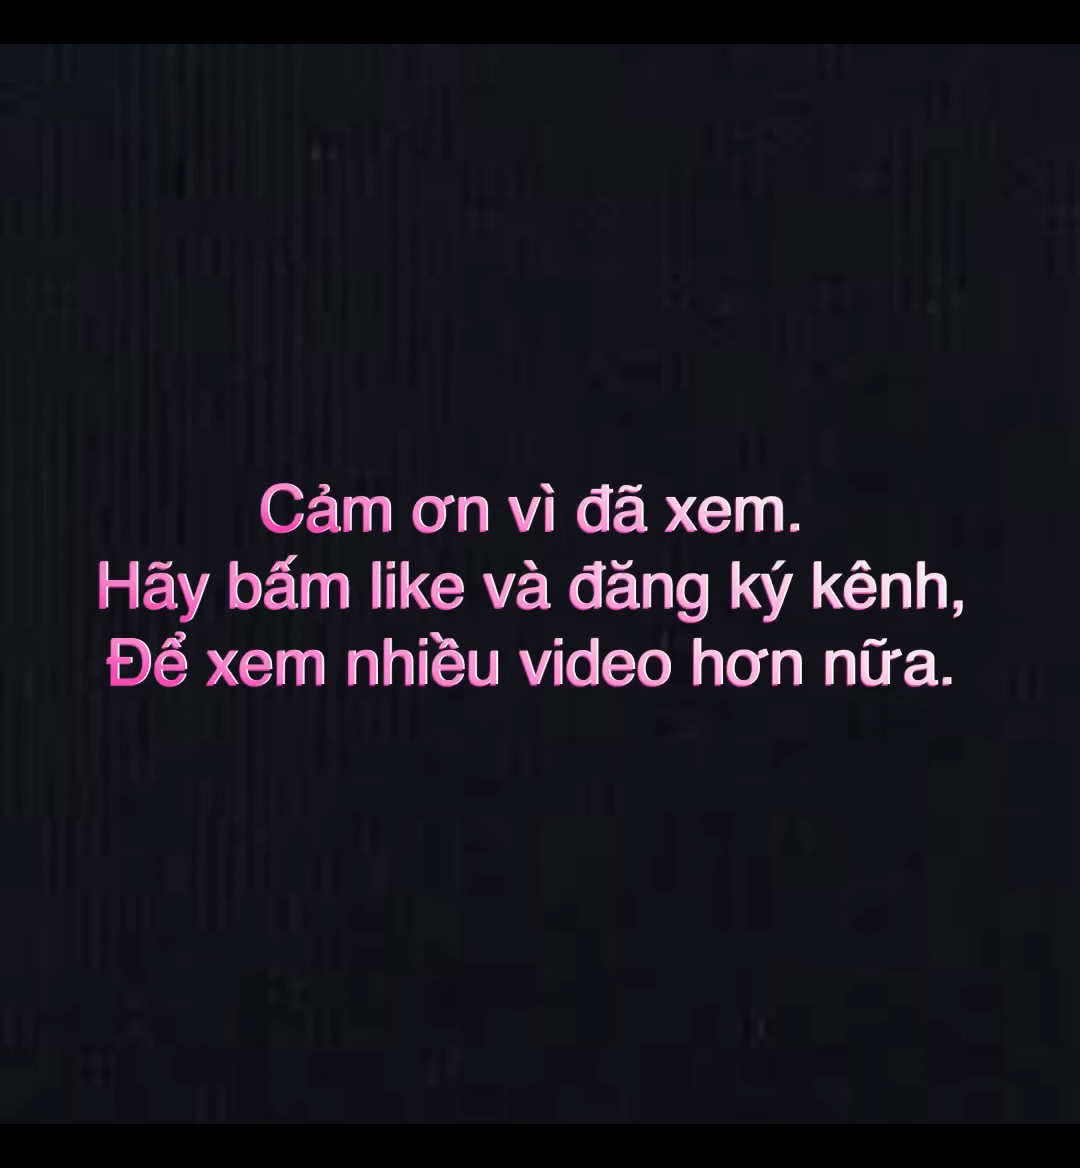 Cảm ơn vì đã xem.
Hãy bấm like và đăng ký kênh,
Để xem nhiều video hơn nữa.